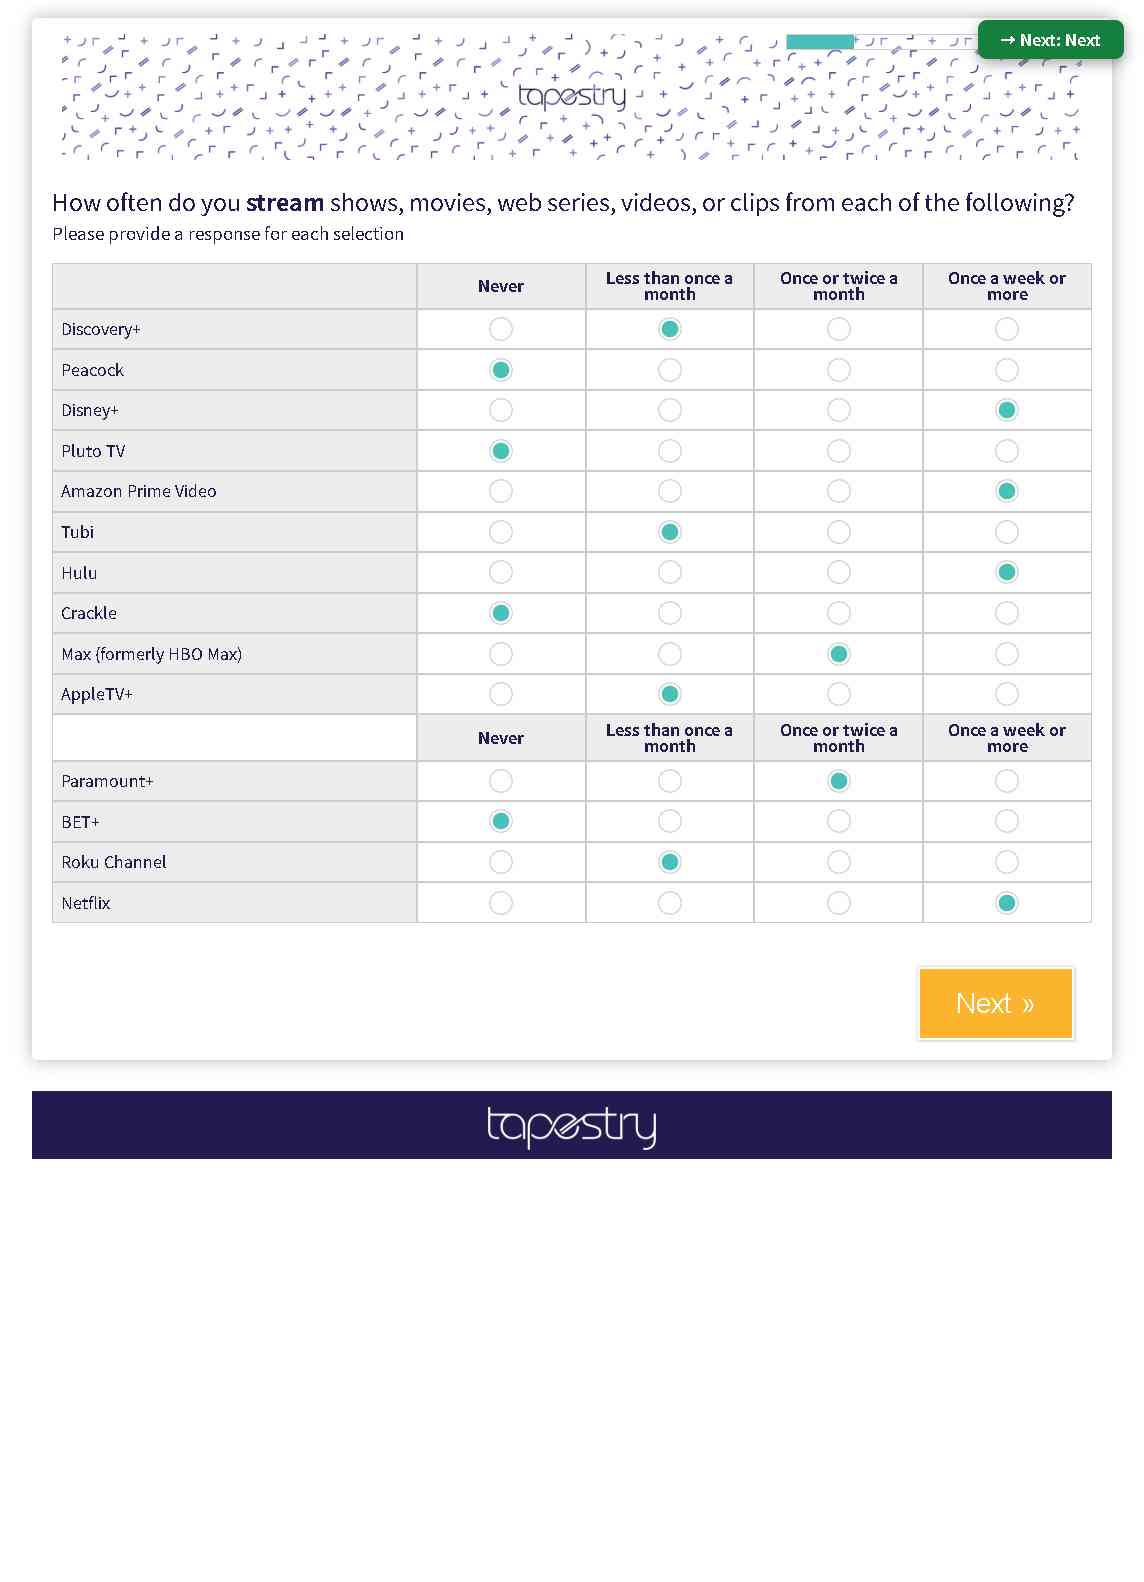 → Next: Next
tapestry
How often do you stream shows, movies, web series, videos, or clips from each of the following?
Please provide a response for each selection
Never
Less than once a month
Once or twice a month
Once a week or more
Discovery+
Peacock
Disney+
Pluto TV
Amazon Prime Video
Tubi
Hulu
Crackle
Max (formerly HBO Max)
AppleTV+
Never
Less than once a month
Once or twice a month
Once a week or more
Paramount+
BET+
Roku Channel
Netflix
Next »
tapestry